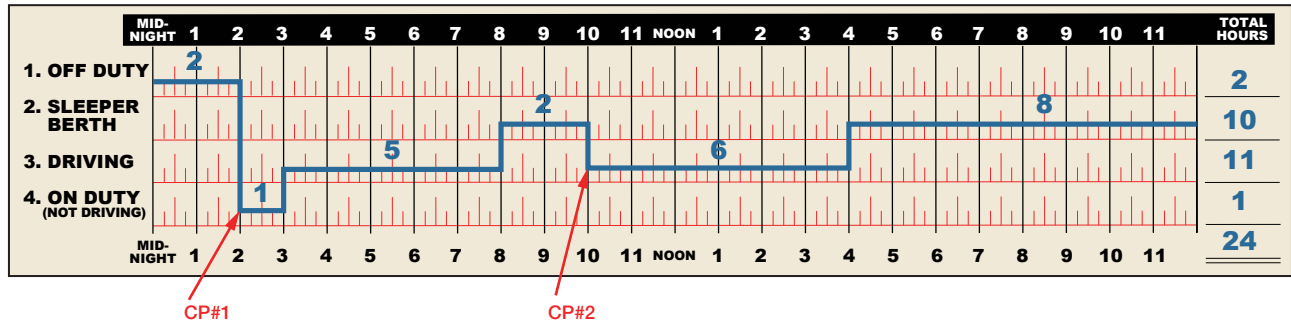 MID-NIGHT 1 2 3 4 5 6 7 8 9 10 11 NOON 1 2 3 4 5 6 7 8 9 10 11 TOTAL HOURS
1. OFF DUTY 2 2
2. SLEEPER BERTH 2 8 10
3. DRIVING 5 6 11
4. ON DUTY 1 1
(NOT DRIVING)
MID-NIGHT 1 2 3 4 5 6 7 8 9 10 11 NOON 1 2 3 4 5 6 7 8 9 10 11 24
CP#1 CP#2